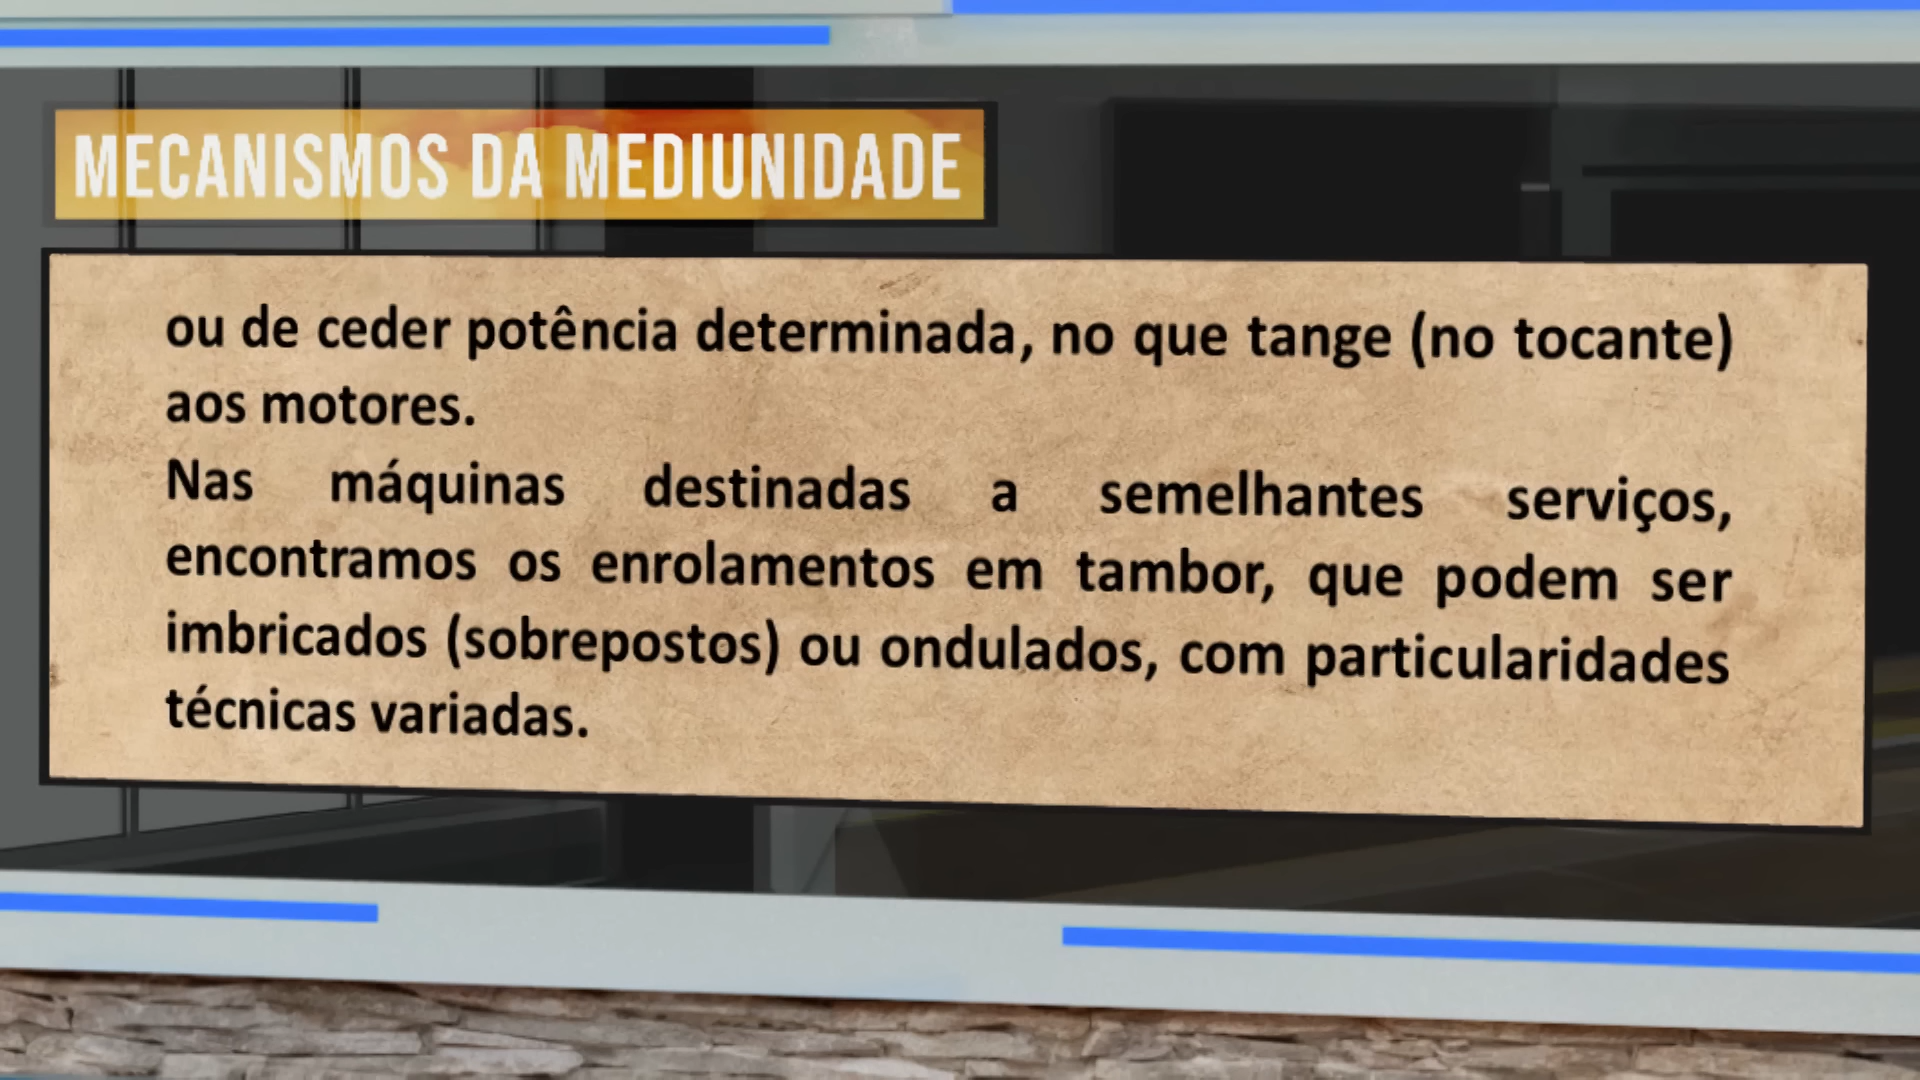 MECANISMOS DA MEDIUNIDADE
ou de ceder potência determinada, no que tange (no tocante)
aos motores.
Nas máquinas destinadas a semelhantes serviços,
encontramos os enrolamentos em tambor, que podem ser
imbricados (sobrepostos) ou ondulados, com particularidades
técnicas variadas.